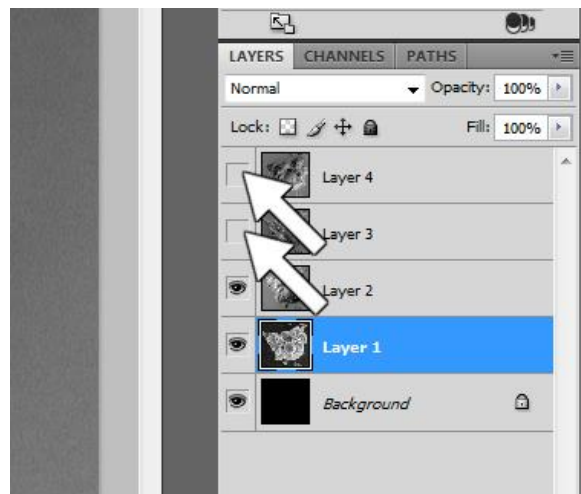 LAYERS CHANNELS PATHS
Normal Opacity: 100%
Lock: Fill: 100%
Layer 4
Layer 3
Layer 2
Layer 1
Background